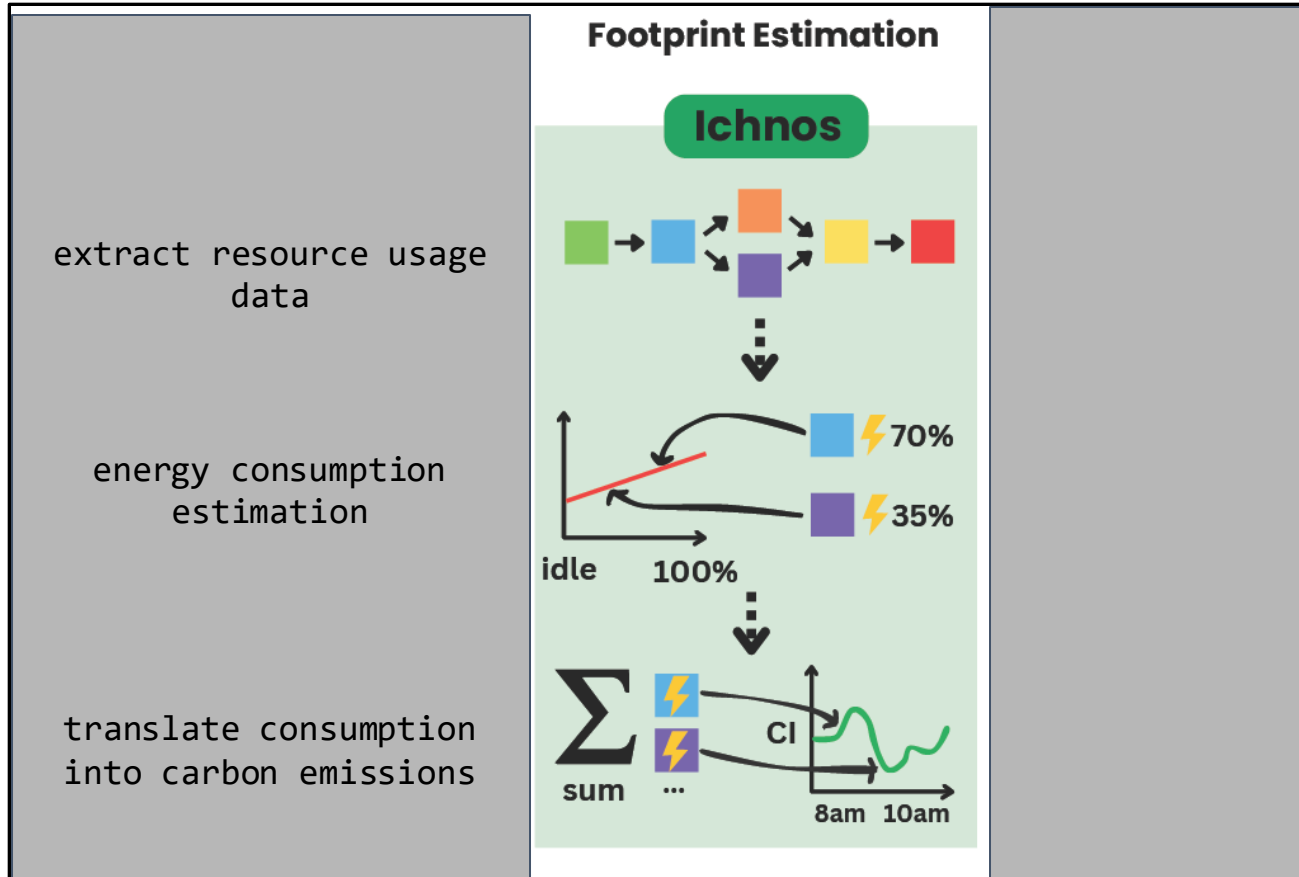 Footprint Estimation
Ichnos
extract resource usage
data
70%
energy consumption
estimation
35%
idle
100%
translate consumption
into carbon emissions
CI
sum
...
8am
10am